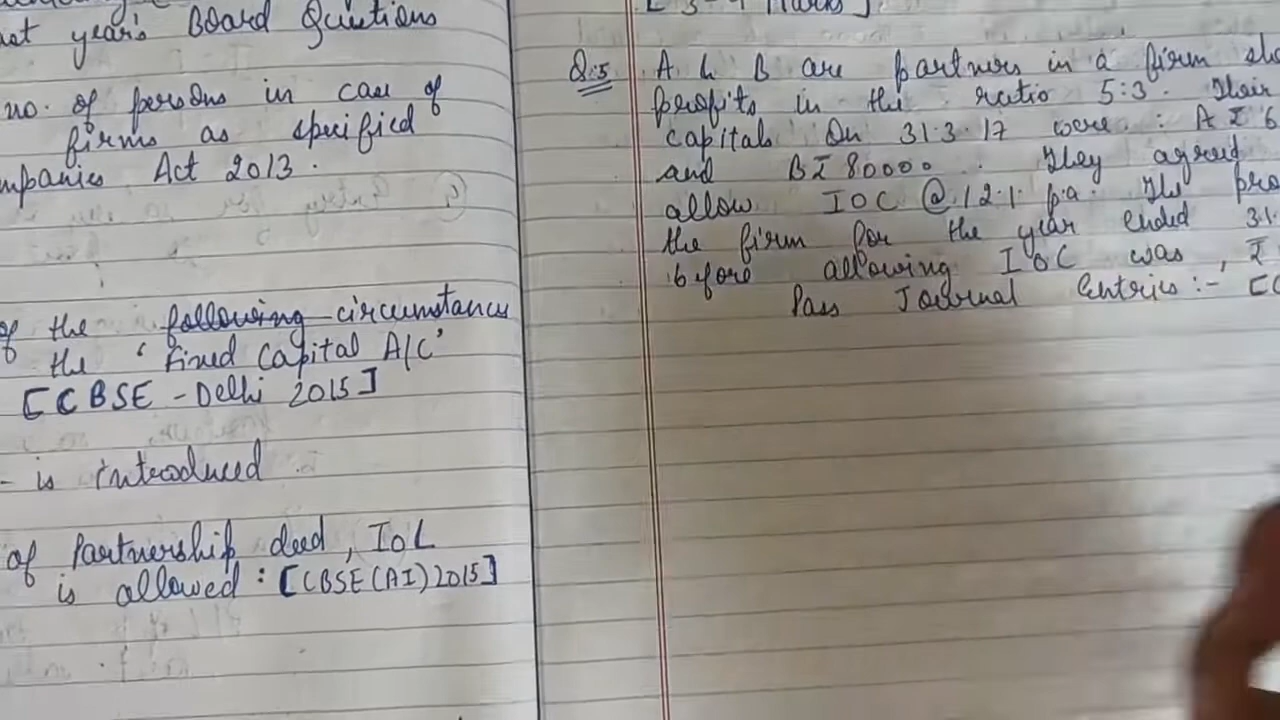 year's Board Questions
no. of persons in case of
firms as specified
Act 2013.
of the following circumstances
the 'Fixed Capital A/C'
[CBSE - Delhi 2015]
- is introduced
of Partnership deed, IOL
is allowed : [CBSE (AI) 2015]
Q.5 A & B are partners in a firm
profits in the ratio 5:3. Their
capitals On 31.3.17 were : A ₹ 6
and B ₹ 80000. They agreed
allow IOC @ 12% p.a. The
the firm for the year ended 31.
before allowing IOC was, ₹
Pass Journal Entries :-